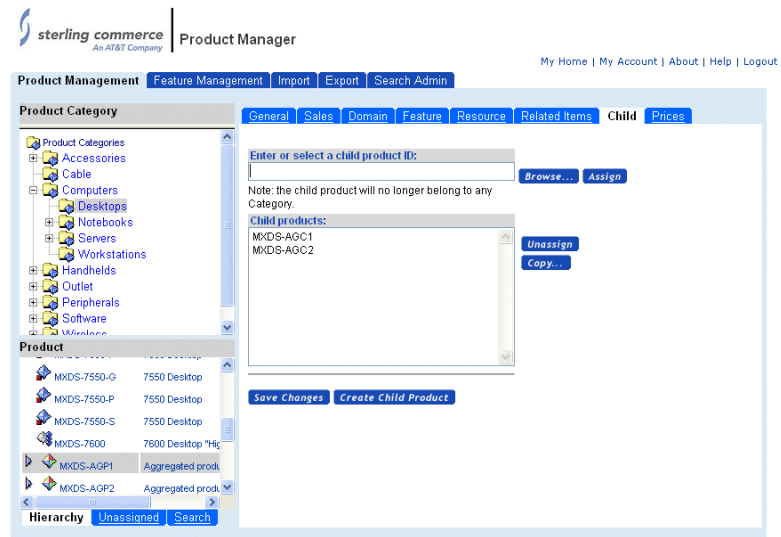 sterling commerce
An AT&T Company
Product Manager
My Home | My Account | About | Help | Logout
Product Management
Feature Management
Import
Export
Search Admin
Product Category
Product Categories
Accessories
Cable
Computers
Desktops
Notebooks
Servers
Workstations
Handhelds
Outlet
Peripherals
Software
Wireless
Product
MXDS-7550-G 7550 Desktop
MXDS-7550-P 7550 Desktop
MXDS-7550-S 7550 Desktop
MXDS-7600 7600 Desktop "Hig
MXDS-AGP1 Aggregated produ
MXDS-AGP2 Aggregated produ
Hierarchy Unassigned Search
General Sales Domain Feature Resource Related Items Child Prices
Enter or select a child product ID:
Browse... Assign
Note: the child product will no longer belong to any
Category.
Child products:
MXDS-AGC1
MXDS-AGC2
Unassign
Copy...
Save Changes Create Child Product